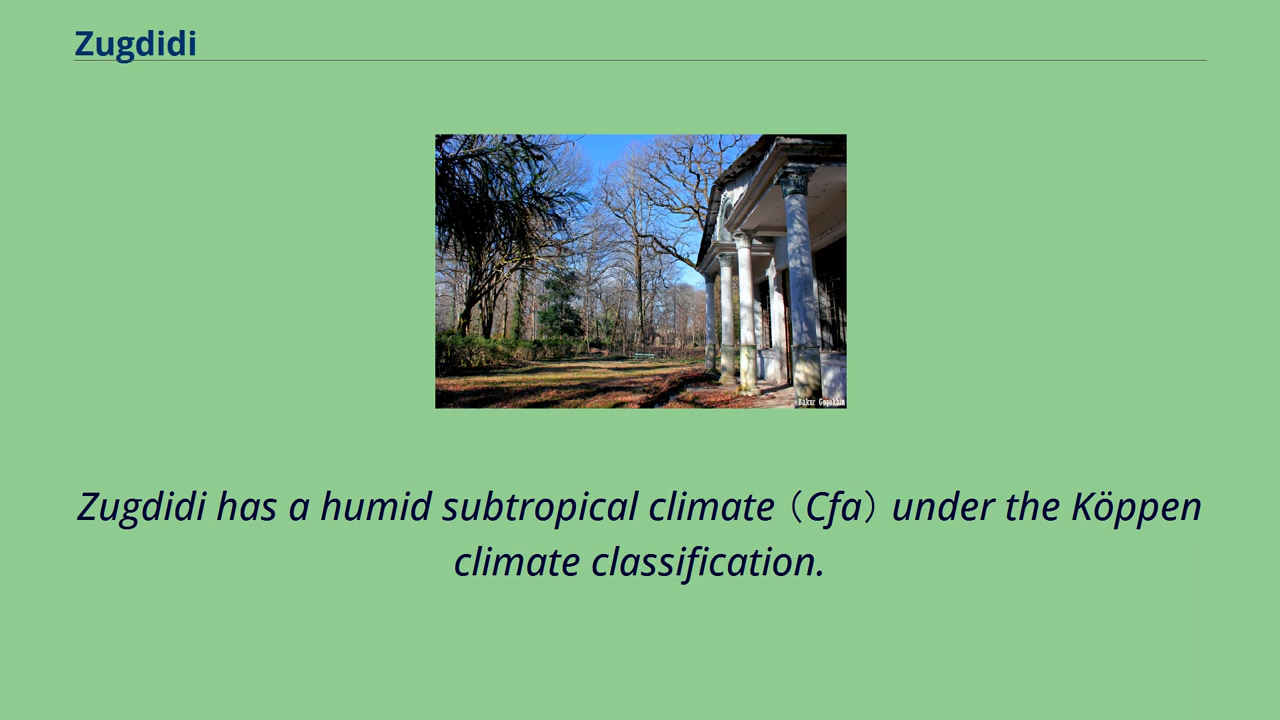 Zugdidi
Zugdidi has a humid subtropical climate（Cfa）under the Köppen
climate classification.